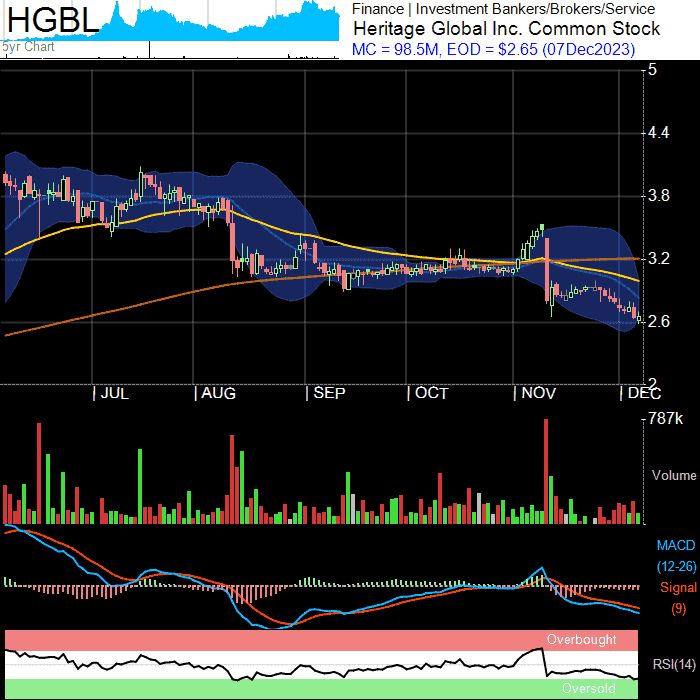 HGBL
5yr Chart
Finance | Investment Bankers/Brokers/Service
Heritage Global Inc. Common Stock
MC = 98.5M, EOD = $2.65 (07Dec2023)
5
4.4
3.8
3.2
2.6
2
| JUL | AUG | SEP | OCT | NOV | DEC
787k
Volume
MACD
(12-26)
Signal
(9)
Overbought
RSI(14)
Oversold